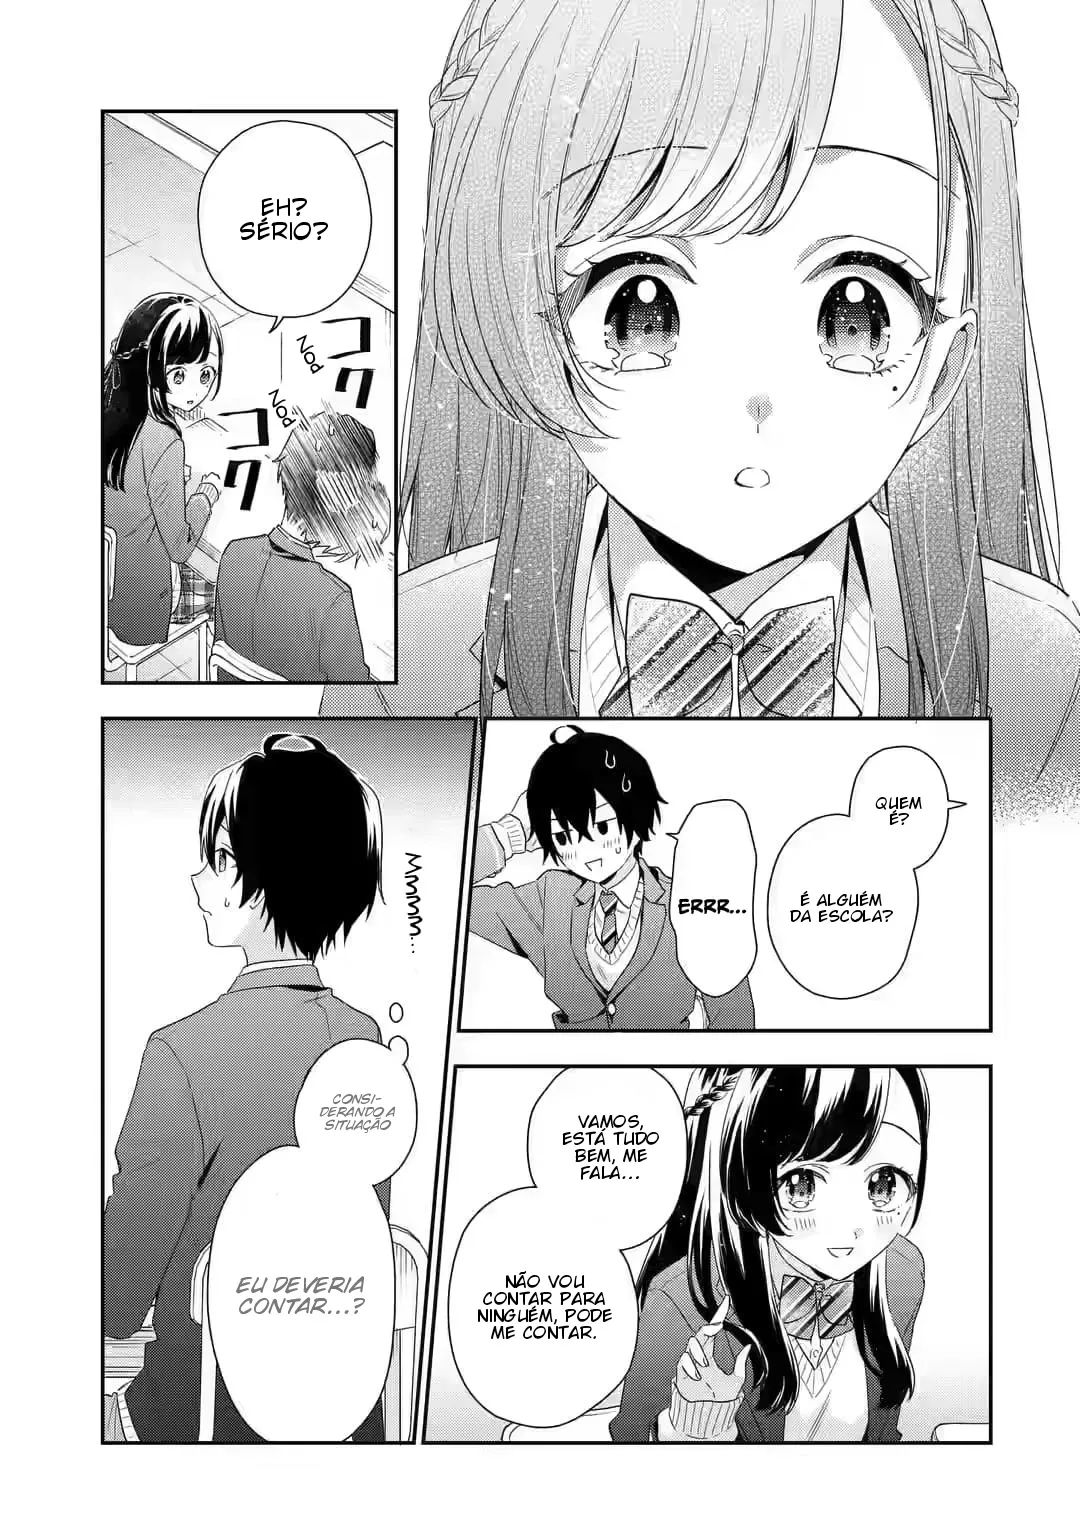 EH?
SÉRIO?
コク
NOD
コク
NOD
QUEM
É?
É ALGUÉM
DA ESCOLA?
ERRR...
VAMOS,
ESTÁ TUDO
BEM, ME
FALA...
NÃO VOU
CONTAR PARA
NINGUÉM, PODE
ME CONTAR.
CONSI-
DERANDO A
SITUAÇÃO
EU DEVERIA
CONTAR...?